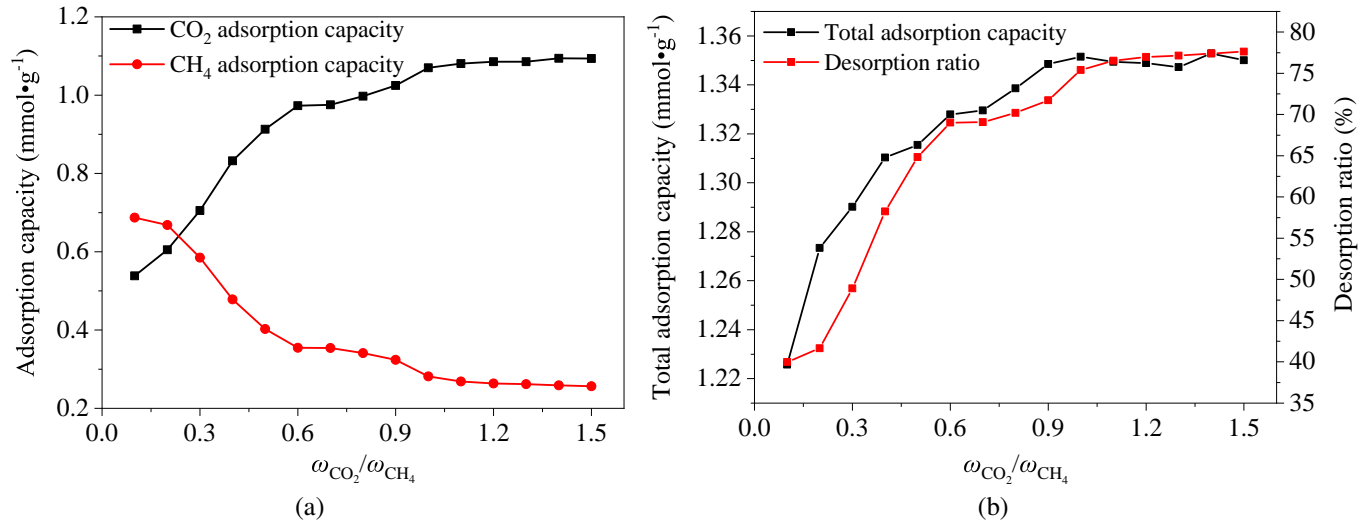 CO₂ adsorption capacity
CH₄ adsorption capacity
Adsorption capacity (mmol•g⁻¹)
1.2
1.0
0.8
0.6
0.4
0.2
0.0 0.3 0.6 0.9 1.2 1.5
ω_CO₂/ω_CH₄
(a)
Total adsorption capacity
Desorption ratio
Total adsorption capacity (mmol•g⁻¹)
1.36
1.34
1.32
1.30
1.28
1.26
1.24
1.22
80
75
70
65
60
55
50
45
40
35
Desorption ratio (%)
0.0 0.3 0.6 0.9 1.2 1.5
ω_CO₂/ω_CH₄
(b)